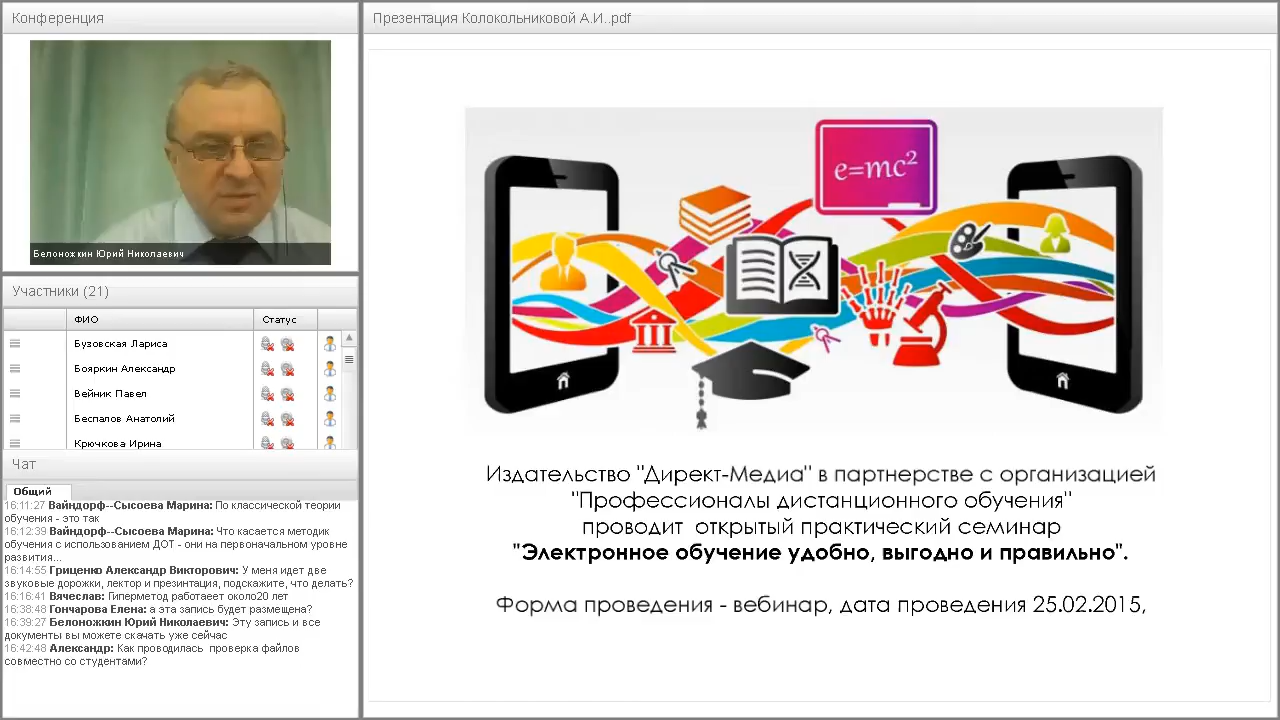 Конференция
Белоножкин Юрий Николаевич
Участники (21)
ФИО
Статус
Бузовская Лариса
Бояркин Александр
Вейник Павел
Беспалов Анатолий
Крючкова Ирина
Чат
Общий
16:11:27 Вайндорф--Сысоева Марина: По классической теории
обучения - это так
16:12:39 Вайндорф--Сысоева Марина: Что касается методик
обучения с использованием ДОТ - они на первоначальном уровне
развития...
16:14:55 Гриценко Александр Викторович: У меня идет две
звуковые дорожки, лектор и презинтация, подскажите, что делать?
16:16:41 Вячеслав: Гиперметод работаеет около20 лет
16:38:48 Гончарова Елена: а эта запись будет размещена?
16:39:27 Белоножкин Юрий Николаевич: Эту запись и все
документы вы можете скачать уже сейчас
16:42:48 Александр: Как проводилась проверка файлов
совместно со студентами?
Презентация Колокольниковой А.И..pdf
e=mc²
Издательство "Директ-Медиа" в партнерстве с организацией
"Профессионалы дистанционного обучения"
проводит открытый практический семинар
"Электронное обучение удобно, выгодно и правильно".
Форма проведения - вебинар, дата проведения 25.02.2015,